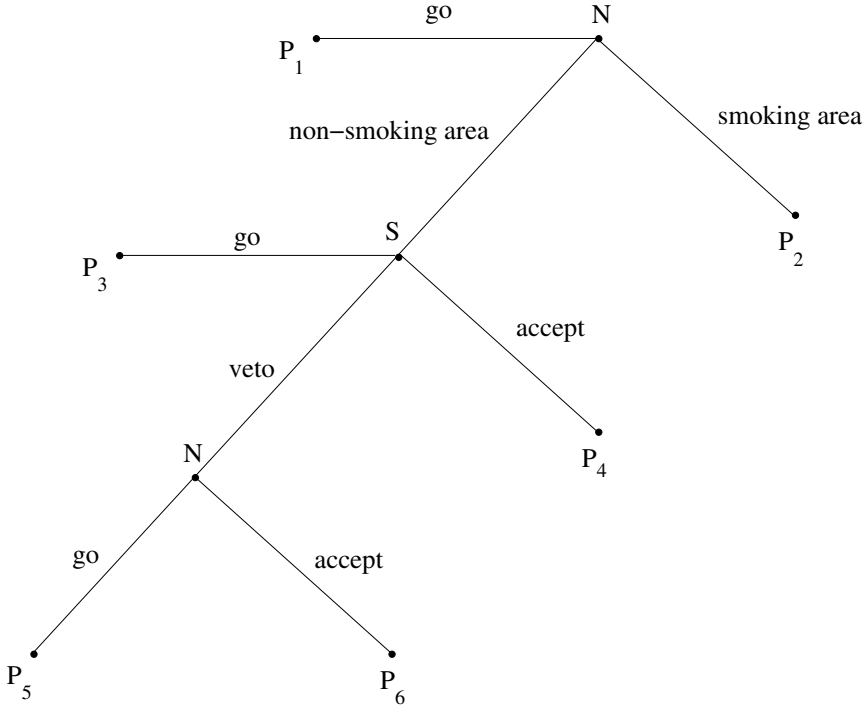 go
N
P1
smoking area
non−smoking area
S
go
P2
P3
accept
veto
N
P4
go
accept
P5
P6